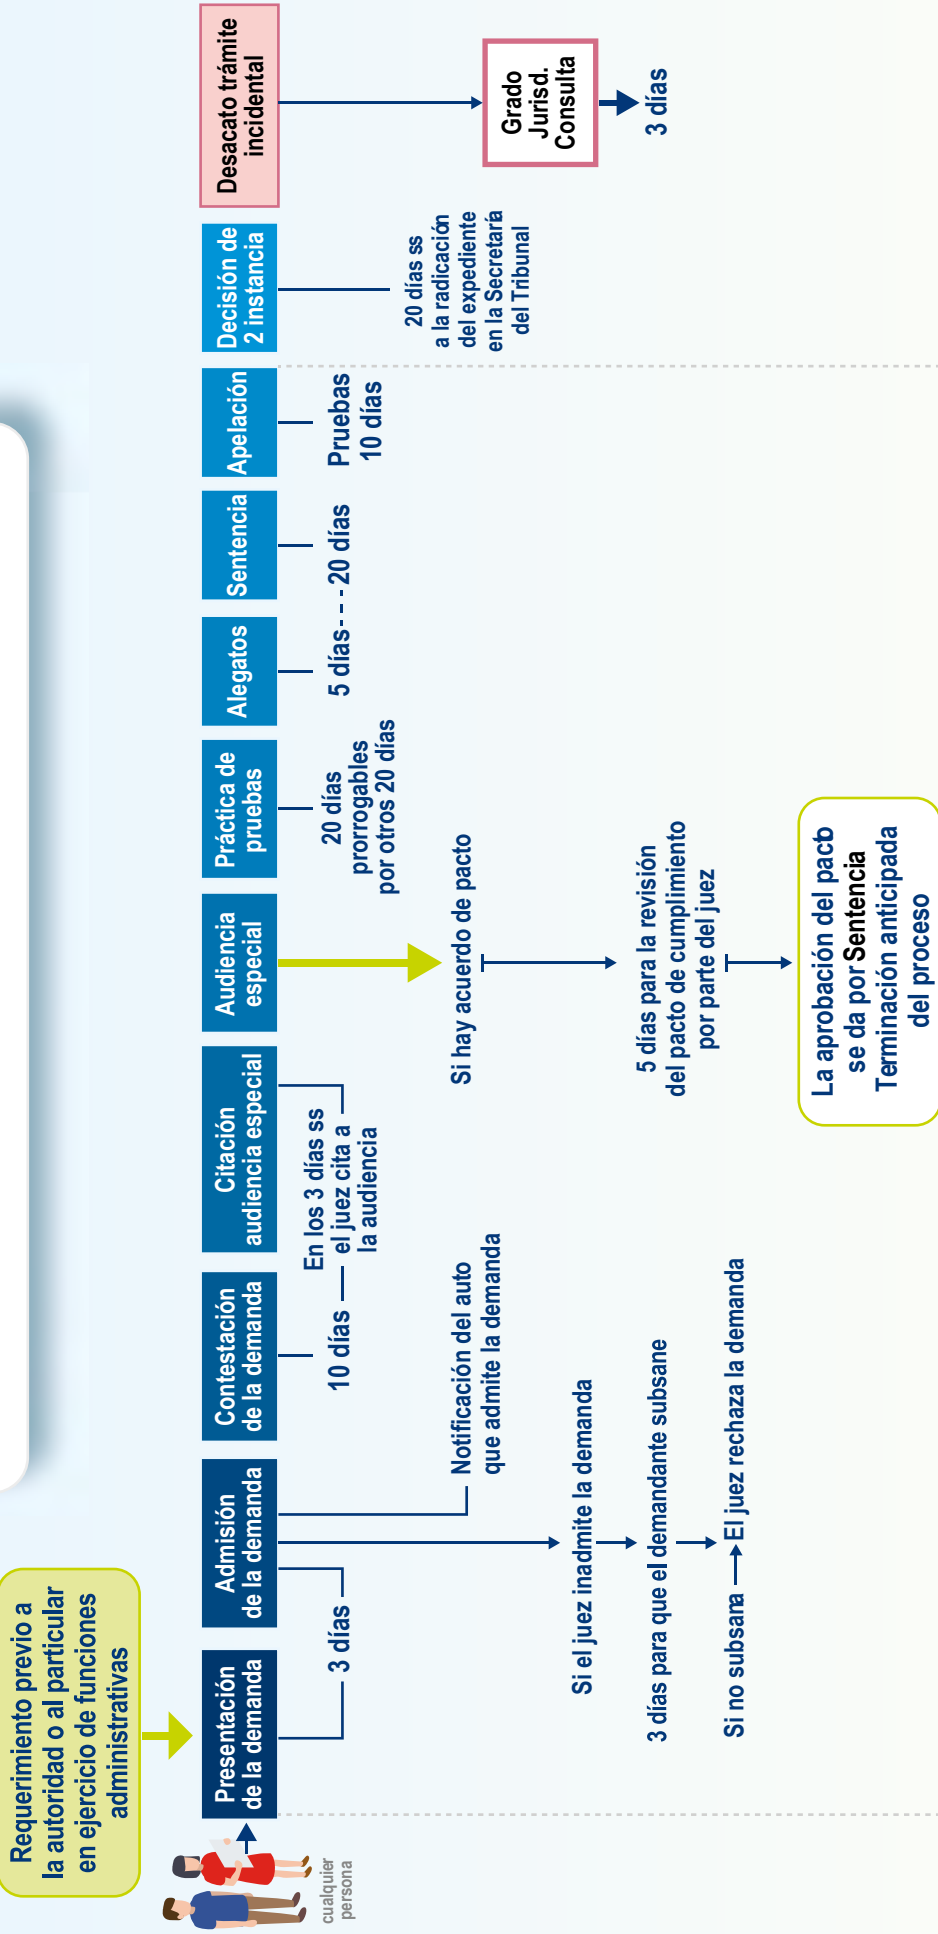 Requerimiento previo a
la autoridad o al particular
en ejercicio de funciones
administrativas
cualquier
persona
Presentación
de la demanda
3 días
Admisión
de la demanda
Notificación del auto
que admite la demanda
Si el juez inadmite la demanda
3 días para que el demandante subsane
Si no subsana
El juez rechaza la demanda
Contestación
de la demanda
10 días
Citación
audiencia especial
En los 3 días ss
el juez cita a
la audiencia
Audiencia
especial
Si hay acuerdo de pacto
5 días para la revisión
del pacto de cumplimiento
por parte del juez
La aprobación del pacto
se da por Sentencia
Terminación anticipada
del proceso
Práctica de
pruebas
20 días
prorrogables
por otros 20 días
Alegatos
5 días
Sentencia
20 días
Apelación
Pruebas
10 días
Decisión de
2 instancia
20 días ss
a la radicación
del expediente
en la Secretaría
del Tribunal
Desacato trámite
incidental
Grado
Jurisd.
Consulta
3 días